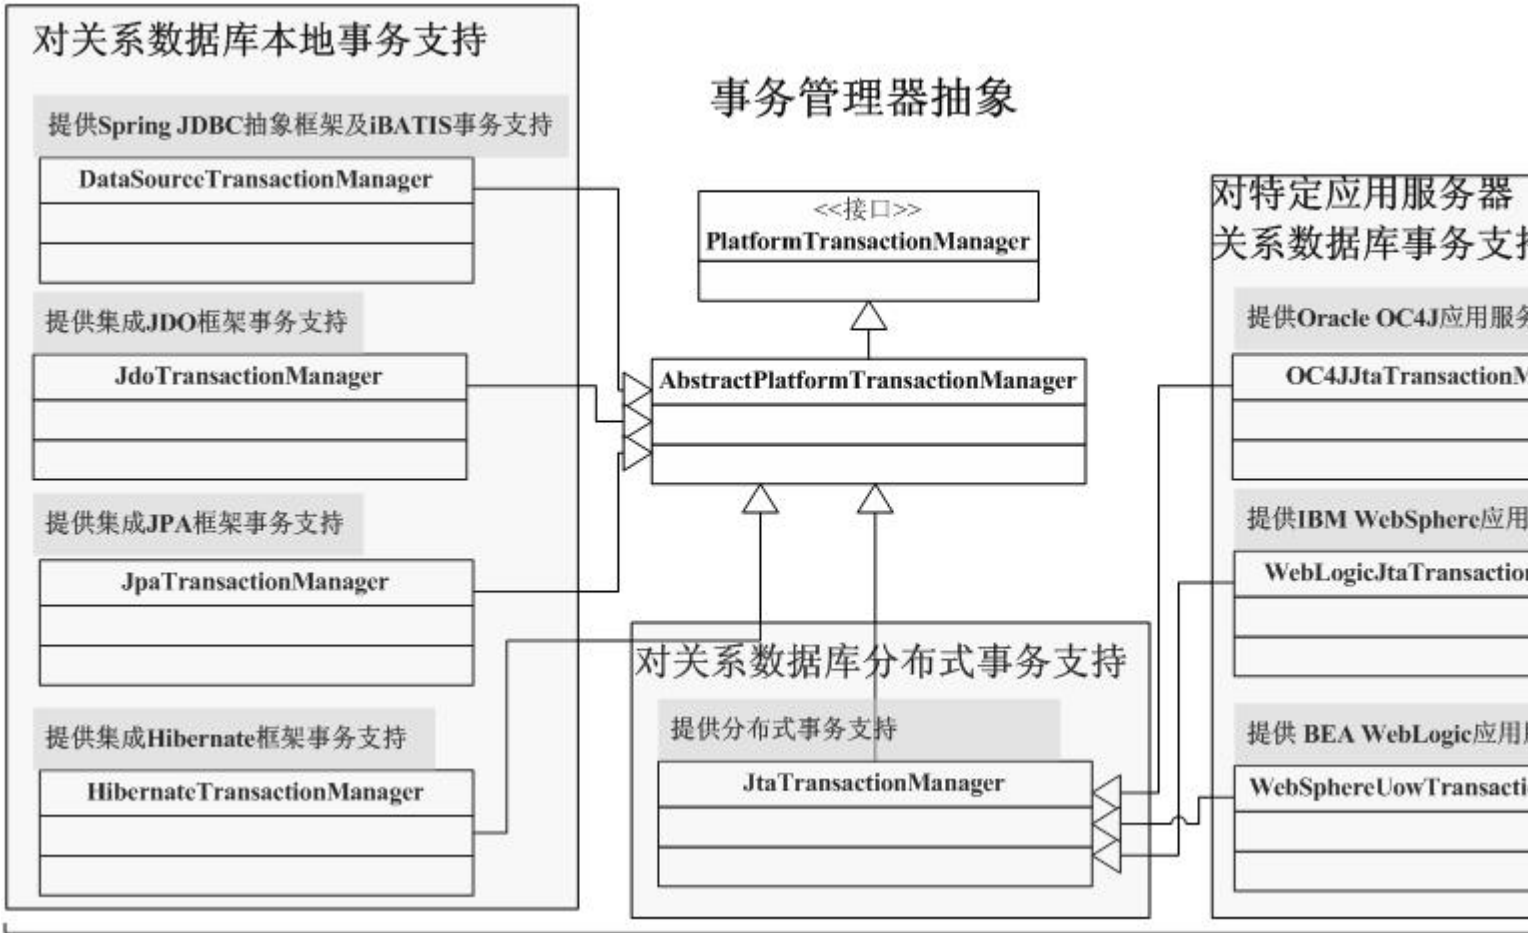 对关系数据库本地事务支持
提供Spring JDBC抽象框架及iBATIS事务支持
DataSourceTransactionManager
提供集成JDO框架事务支持
JdoTransactionManager
提供集成JPA框架事务支持
JpaTransactionManager
提供集成Hibernate框架事务支持
HibernateTransactionManager
事务管理器抽象
<<接口>>
PlatformTransactionManager
AbstractPlatformTransactionManager
对关系数据库分布式事务支持
提供分布式事务支持
JtaTransactionManager
对特定应用服务器
关系数据库事务支
提供Oracle OC4J应用服
OC4JJtaTransactionM
提供IBM WebSphere应用
WebLogicJtaTransaction
提供 BEA WebLogic应用
WebSphereUowTransacti